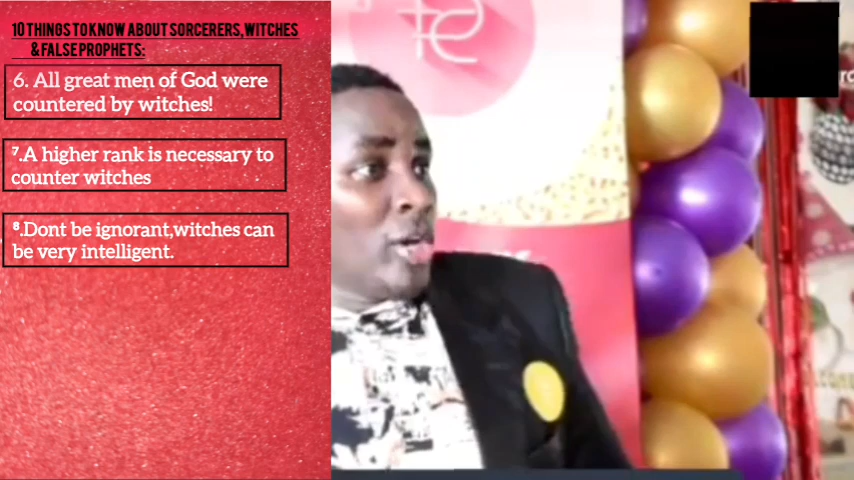 10 THINGS TO KNOW ABOUT SORCERERS, WITCHES
& FALSE PROPHETS:
6. All great men of God were
countered by witches!
⁷.A higher rank is necessary to
counter witches
⁸.Dont be ignorant,witches can
be very intelligent.